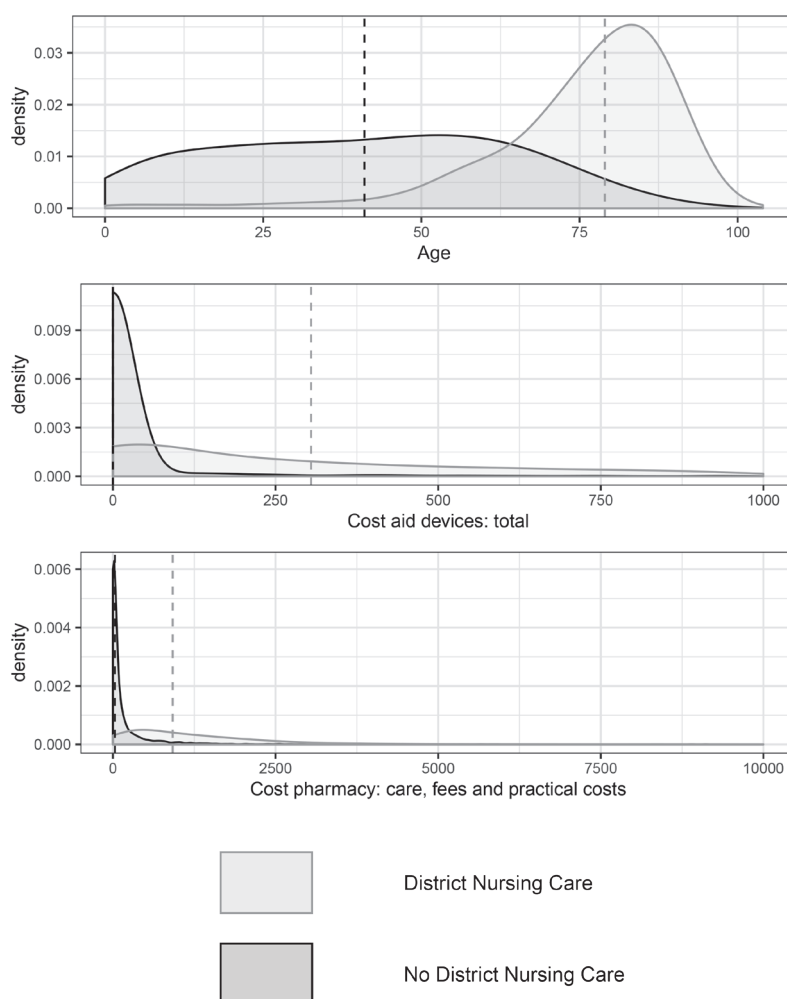 0.03
0.02
0.01
0.00
density
0 25 50 75 100
Age
0.009
0.006
0.003
0.000
density
0 250 500 750 1000
Cost aid devices: total
0.006
0.004
0.002
0.000
density
0 2500 5000 7500 10000
Cost pharmacy: care, fees and practical costs
District Nursing Care
No District Nursing Care